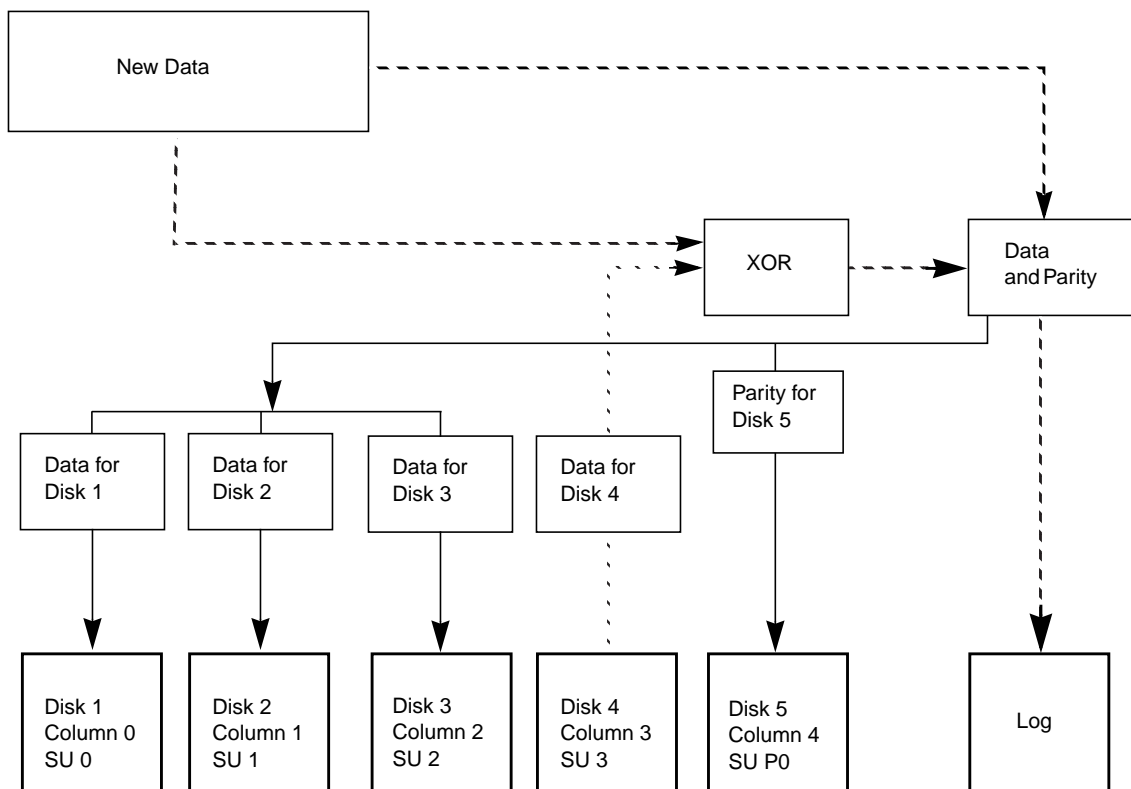 New Data
XOR
Data
and Parity
Parity for
Disk 5
Data for
Disk 1
Data for
Disk 2
Data for
Disk 3
Data for
Disk 4
Disk 1
Column 0
SU 0
Disk 2
Column 1
SU 1
Disk 3
Column 2
SU 2
Disk 4
Column 3
SU 3
Disk 5
Column 4
SU P0
Log